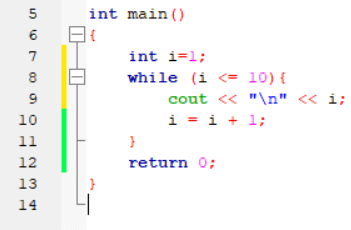 5 int main()
6 {
7 int i=1;
8 while (i <= 10){
9 cout << "\n" << i;
10 i = i + 1;
11 }
12 return 0;
13 }
14